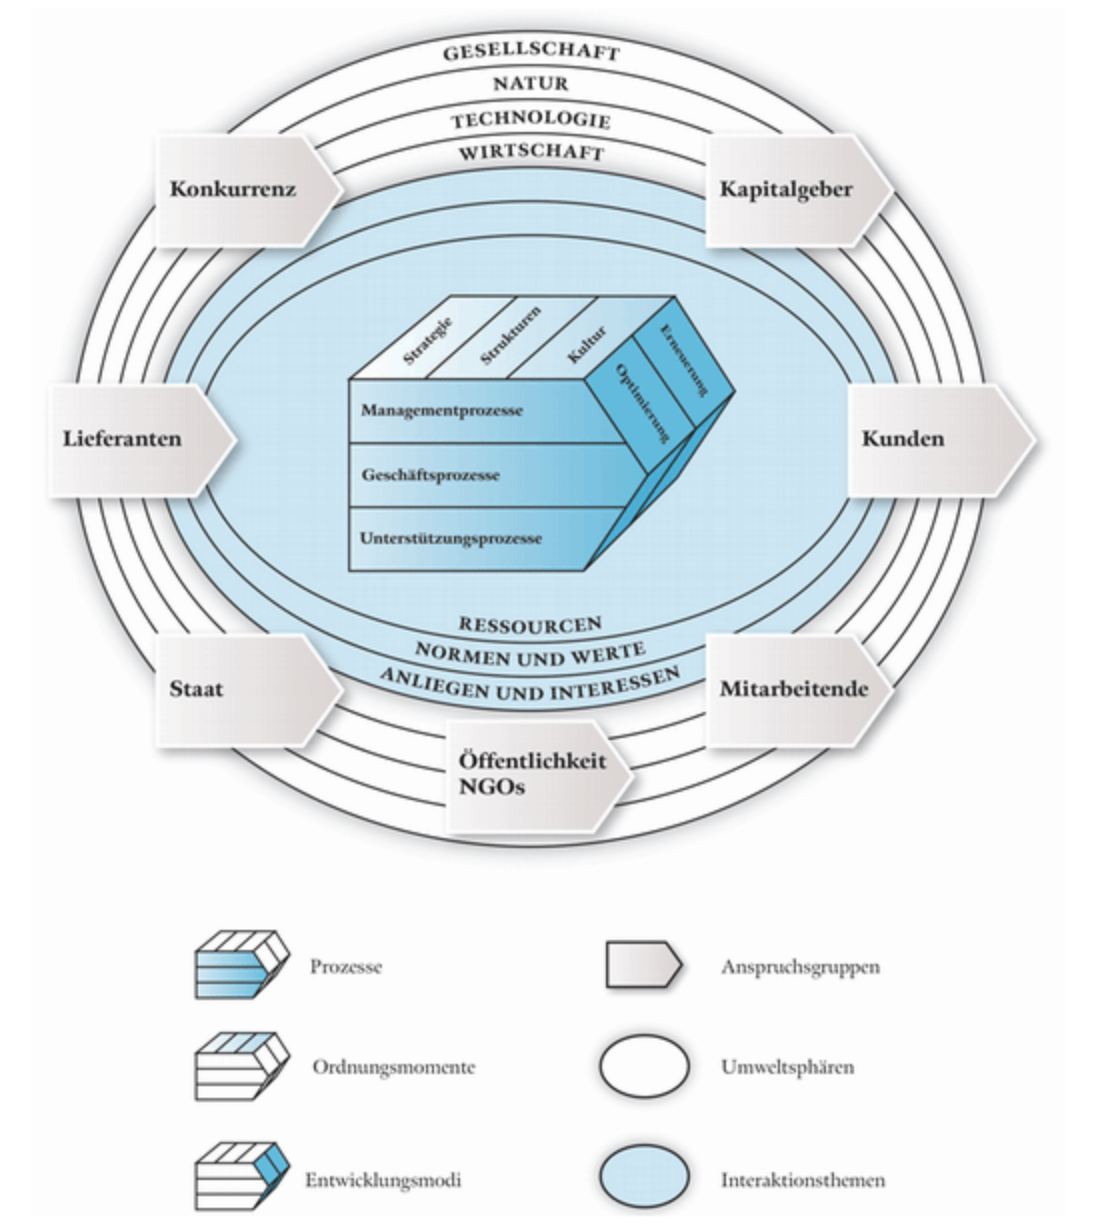 GESELLSCHAFT
NATUR
TECHNOLOGIE
WIRTSCHAFT
Konkurrenz
Kapitalgeber
Strategie
Strukturen
Kultur
Erneuerung
Optimierung
Managementprozesse
Geschäftsprozesse
Unterstützungsprozesse
Lieferanten
Kunden
RESSOURCEN
NORMEN UND WERTE
ANLIEGEN UND INTERESSEN
Staat
Mitarbeitende
Öffentlichkeit
NGOs
Prozesse
Anspruchsgruppen
Ordnungsmomente
Umweltsphären
Entwicklungsmodi
Interaktionsthemen